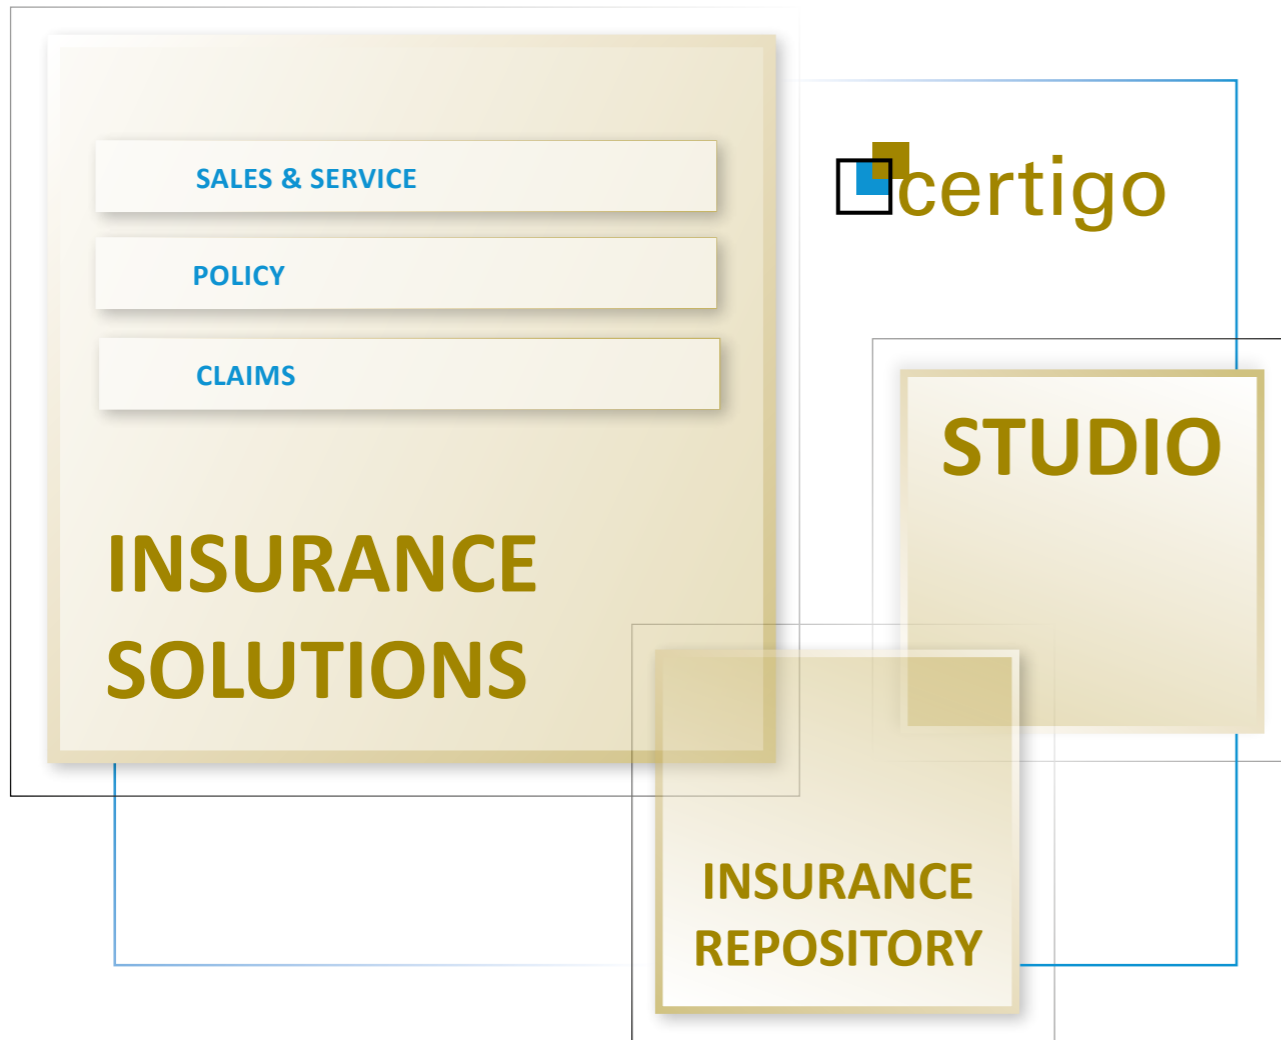 SALES & SERVICE
POLICY
CLAIMS
INSURANCE
SOLUTIONS
certigo
STUDIO
INSURANCE
REPOSITORY